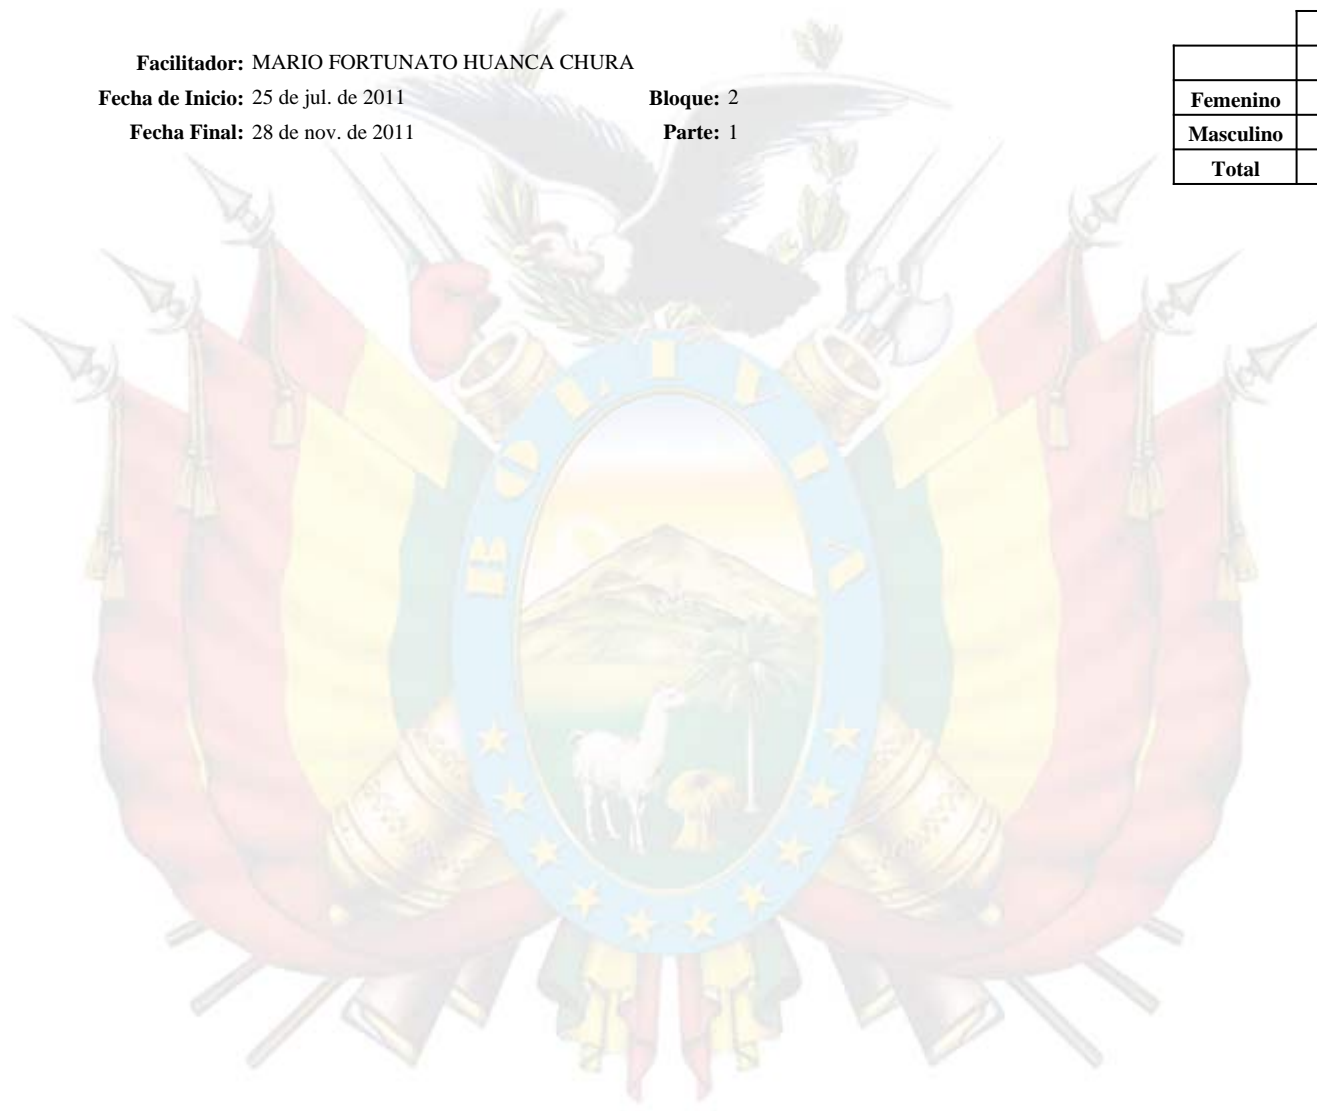 Facilitador: MARIO FORTUNATO HUANCA CHURA
Fecha de Inicio: 25 de jul. de 2011 Bloque: 2
Fecha Final: 28 de nov. de 2011 Parte: 1
Femenino
Masculino
Total
BOLIVIA